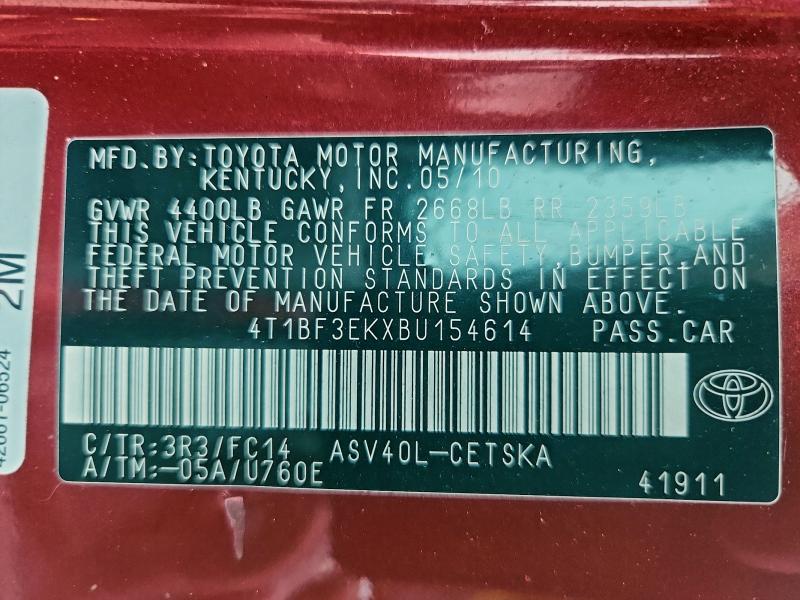 MFD.BY:TOYOTA MOTOR MANUFACTURING,
KENTUCKY,INC.05/10
GVWR 4400LB GAWR FR 2668LB RR 2359LB
THIS VEHICLE CONFORMS TO ALL APPLICABLE
FEDERAL MOTOR VEHICLE SAFETY,BUMPER,AND
THEFT PREVENTION STANDARDS IN EFFECT ON
THE DATE OF MANUFACTURE SHOWN ABOVE.
4T1BF3EKXBU154614 PASS.CAR
C/TR:3R3/FC14 ASV40L-CETSKA
A/TM:-05A/U760E 41911
2M